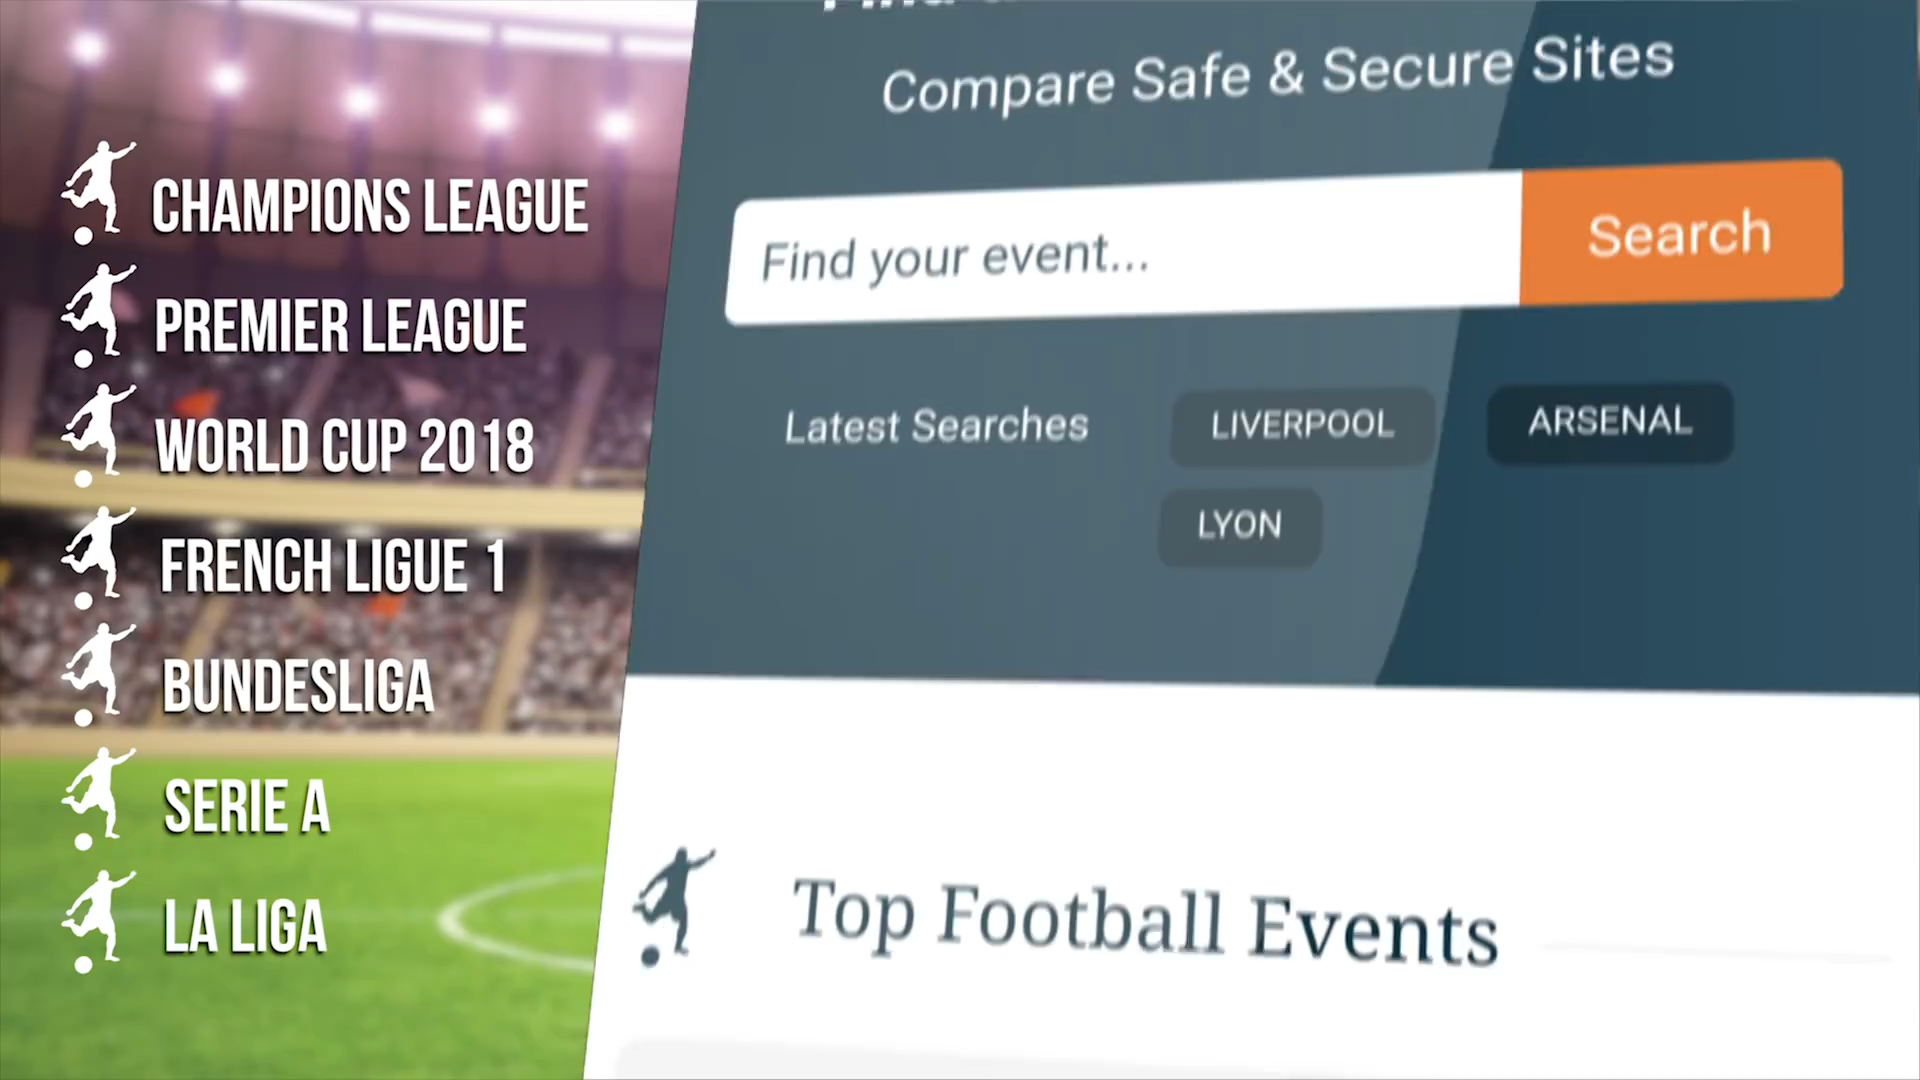 CHAMPIONS LEAGUE
PREMIER LEAGUE
WORLD CUP 2018
FRENCH LIGUE 1
BUNDESLIGA
SERIE A
LA LIGA
Compare Safe & Secure Sites
Find your event...
Search
Latest Searches
LIVERPOOL
ARSENAL
LYON
Top Football Events